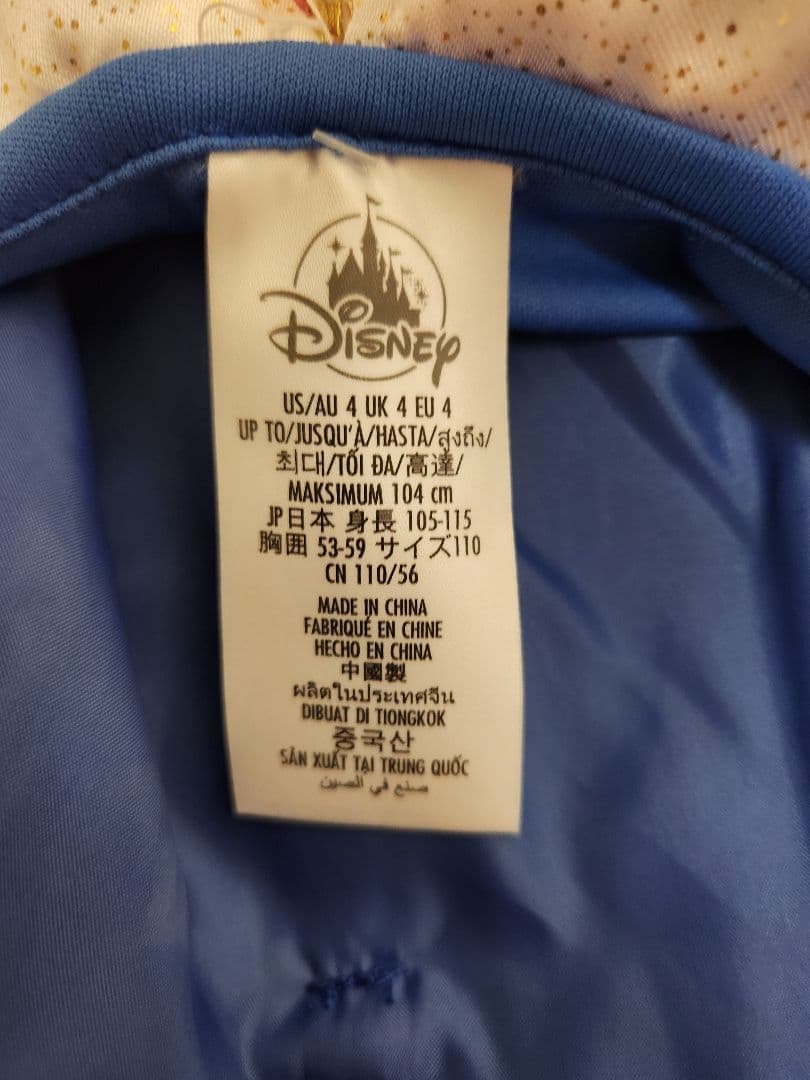 DISNEY
US/AU 4 UK 4 EU 4
UP TO/JUSQU'À/HASTA/สูงถึง/
최대/TỐI ĐA/高達/
MAKSIMUM 104 cm
JP日本 身長 105-115
胸囲 53-59 サイズ110
CN 110/56
MADE IN CHINA
FABRIQUÉ EN CHINE
HECHO EN CHINA
中國製
ผลิตในประเทศจีน
DIBUAT DI TIONGKOK
중국산
SẢN XUẤT TẠI TRUNG QUỐC
صنع في الصين